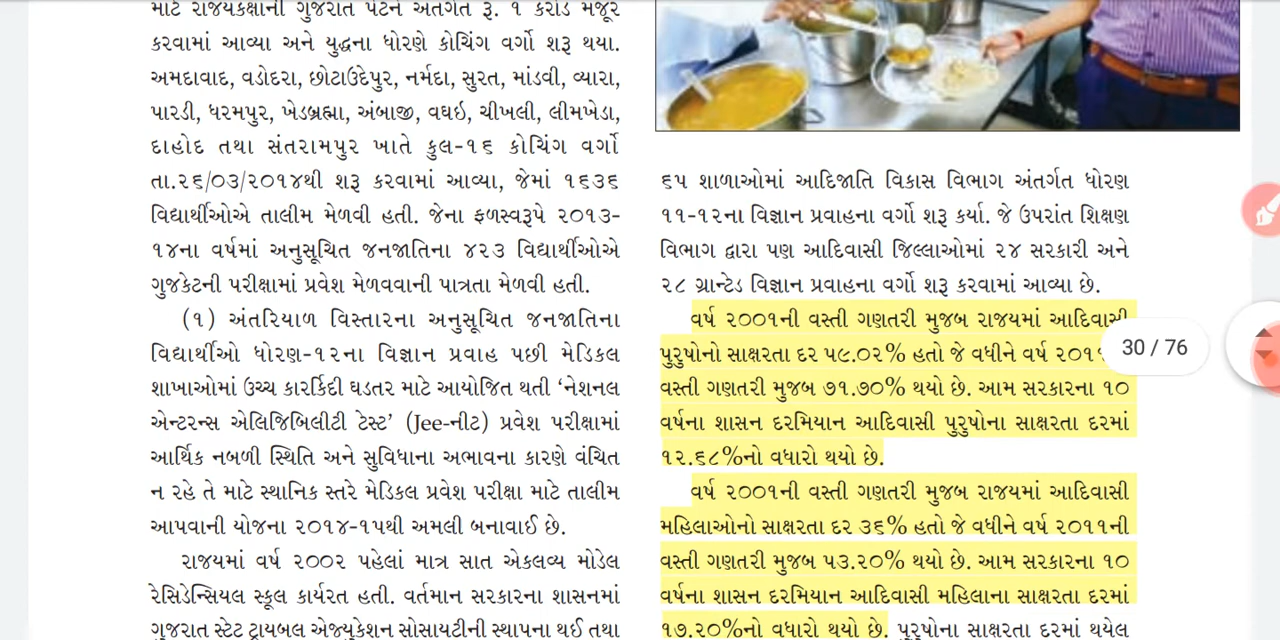 માટે રાજ્યકક્ષાની ગુજરાત પેટર્ન અંતર્ગત રૂ. ૧ કરોડ મંજૂર
કરવામાં આવ્યા અને યુદ્ધના ધોરણે કોચિંગ વર્ગો શરૂ થયા.
અમદાવાદ, વડોદરા, છોટાઉદેપુર, નર્મદા, સુરત, માંડવી, વ્યારા,
પારડી, ધરમપુર, ખેડબ્રહ્મા, અંબાજી, વઘઇ, ચીખલી, લીમખેડા,
દાહોદ તથા સંતરામપુર ખાતે કુલ-૧૬ કોચિંગ વર્ગો
તા.૨૬/૦૩/૨૦૧૪થી શરૂ કરવામાં આવ્યા, જેમાં ૧૬૩૬
વિદ્યાર્થીઓએ તાલીમ મેળવી હતી. જેના ફળસ્વરૂપે ૨૦૧૩-
૧૪ના વર્ષમાં અનુસૂચિત જનજાતિના ૪૨૩ વિદ્યાર્થીઓએ
ગુજકેટની પરીક્ષામાં પ્રવેશ મેળવવાની પાત્રતા મેળવી હતી.
(૧) અંતરિયાળ વિસ્તારના અનુસૂચિત જનજાતિના
વિદ્યાર્થીઓ ધોરણ-૧૨ના વિજ્ઞાન પ્રવાહ પછી મેડિકલ
શાખાઓમાં ઉચ્ચ કારર્કિદી ઘડતર માટે આયોજિત થતી ‘નેશનલ
એન્ટરન્સ એલિજિબિલીટી ટેસ્ટ’ (Jee-નીટ) પ્રવેશ પરીક્ષામાં
આર્થિક નબળી સ્થિતિ અને સુવિધાના અભાવના કારણે વંચિત
ન રહે તે માટે સ્થાનિક સ્તરે મેડિકલ પ્રવેશ પરીક્ષા માટે તાલીમ
આપવાની યોજના ૨૦૧૪-૧૫થી અમલી બનાવાઈ છે.
રાજયમાં વર્ષ ૨૦૦૨ પહેલાં માત્ર સાત એકલવ્ય મોડેલ
રેસિડેન્સિયલ સ્કૂલ કાર્યરત હતી. વર્તમાન સરકારના શાસનમાં
ગુજરાત સ્ટેટ ટ્રાયબલ એજ્યુકેશન સોસાયટીની સ્થાપના થઈ તથા
૬૫ શાળાઓમાં આદિજાતિ વિકાસ વિભાગ અંતર્ગત ધોરણ
૧૧-૧૨ના વિજ્ઞાન પ્રવાહના વર્ગો શરૂ કર્યા. જે ઉપરાંત શિક્ષણ
વિભાગ દ્વારા પણ આદિવાસી જિલ્લાઓમાં ૨૪ સરકારી અને
૨૮ ગ્રાન્ટેડ વિજ્ઞાન પ્રવાહના વર્ગો શરૂ કરવામાં આવ્યા છે.
વર્ષ ૨૦૦૧ની વસ્તી ગણતરી મુજબ રાજયમાં આદિવાસી
પુરુષોનો સાક્ષરતા દર ૫૯.૦૨% હતો જે વધીને વર્ષ
વસ્તી ગણતરી મુજબ ૭૧.૭૦% થયો છે. આમ સરકારના ૧૦
વર્ષના શાસન દરમિયાન આદિવાસી પુરુષોના સાક્ષરતા દરમાં
૧૨.૬૮%નો વધારો થયો છે.
વર્ષ ૨૦૦૧ની વસ્તી ગણતરી મુજબ રાજયમાં આદિવાસી
મહિલાઓનો સાક્ષરતા દર ૩૬% હતો જે વધીને વર્ષ ૨૦૧૧ની
વસ્તી ગણતરી મુજબ ૫૩.૨૦% થયો છે. આમ સરકારના ૧૦
વર્ષના શાસન દરમિયાન આદિવાસી મહિલાના સાક્ષરતા દરમાં
૧૭.૨૦%નો વધારો થયો છે. પુરુષોના સાક્ષરતા દરમાં થયેલ
30 / 76